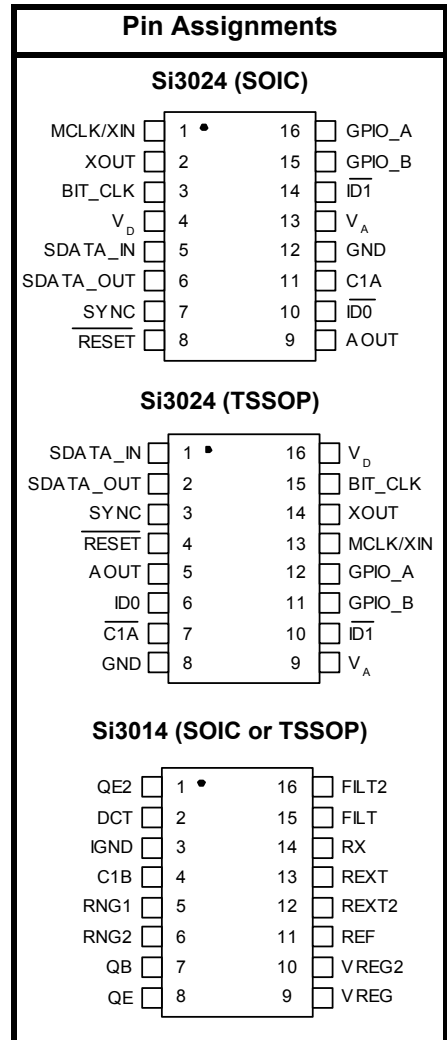 Pin Assignments
Si3024 (SOIC)
MCLK/XIN 1 16 GPIO_A
XOUT 2 15 GPIO_B
BIT_CLK 3 14 ID1
VD 4 13 VA
SDATA_IN 5 12 GND
SDATA_OUT 6 11 C1A
SYNC 7 10 ID0
RESET 8 9 AOUT
Si3024 (TSSOP)
SDATA_IN 1 16 VD
SDATA_OUT 2 15 BIT_CLK
SYNC 3 14 XOUT
RESET 4 13 MCLK/XIN
AOUT 5 12 GPIO_A
ID0 6 11 GPIO_B
C1A 7 10 ID1
GND 8 9 VA
Si3014 (SOIC or TSSOP)
QE2 1 16 FILT2
DCT 2 15 FILT
IGND 3 14 RX
C1B 4 13 REXT
RNG1 5 12 REXT2
RNG2 6 11 REF
QB 7 10 VREG2
QE 8 9 VREG